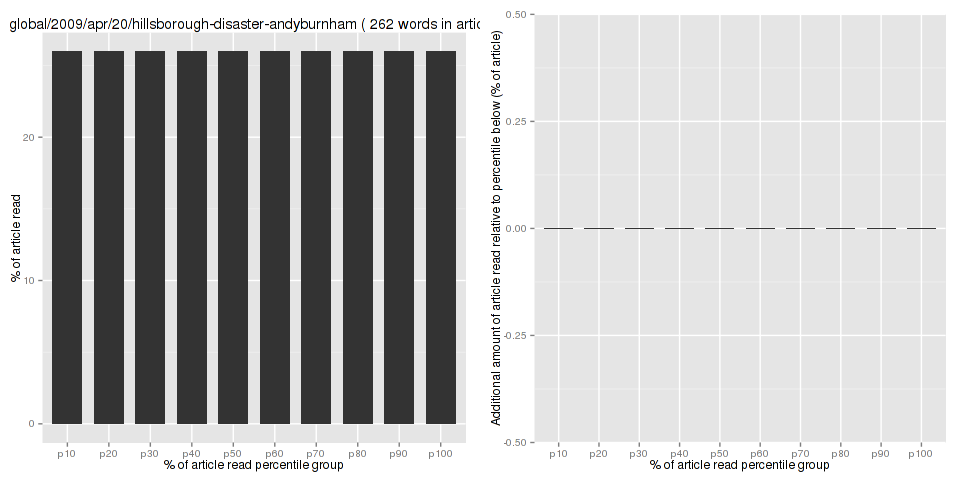 global/2009/apr/20/hillsborough-disaster-andyburnham ( 262 words in artic
% of article read
20
10
0
p10 p20 p30 p40 p50 p60 p70 p80 p90 p100
% of article read percentile group
Additional amount of article read relative to percentile below (% of article)
0.50
0.25
0.00
-0.25
-0.50
p10 p20 p30 p40 p50 p60 p70 p80 p90 p100
% of article read percentile group